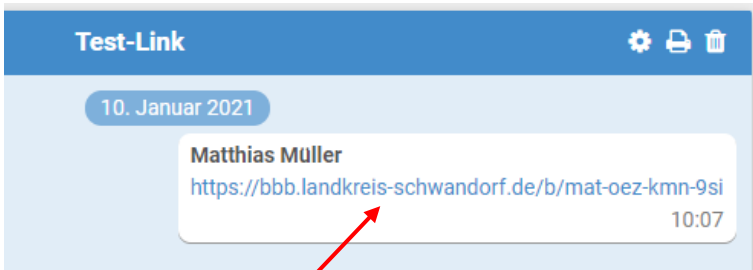 Test-Link
10. Januar 2021
Matthias Müller
https://bbb.landkreis-schwandorf.de/b/mat-oez-kmn-9si
10:07